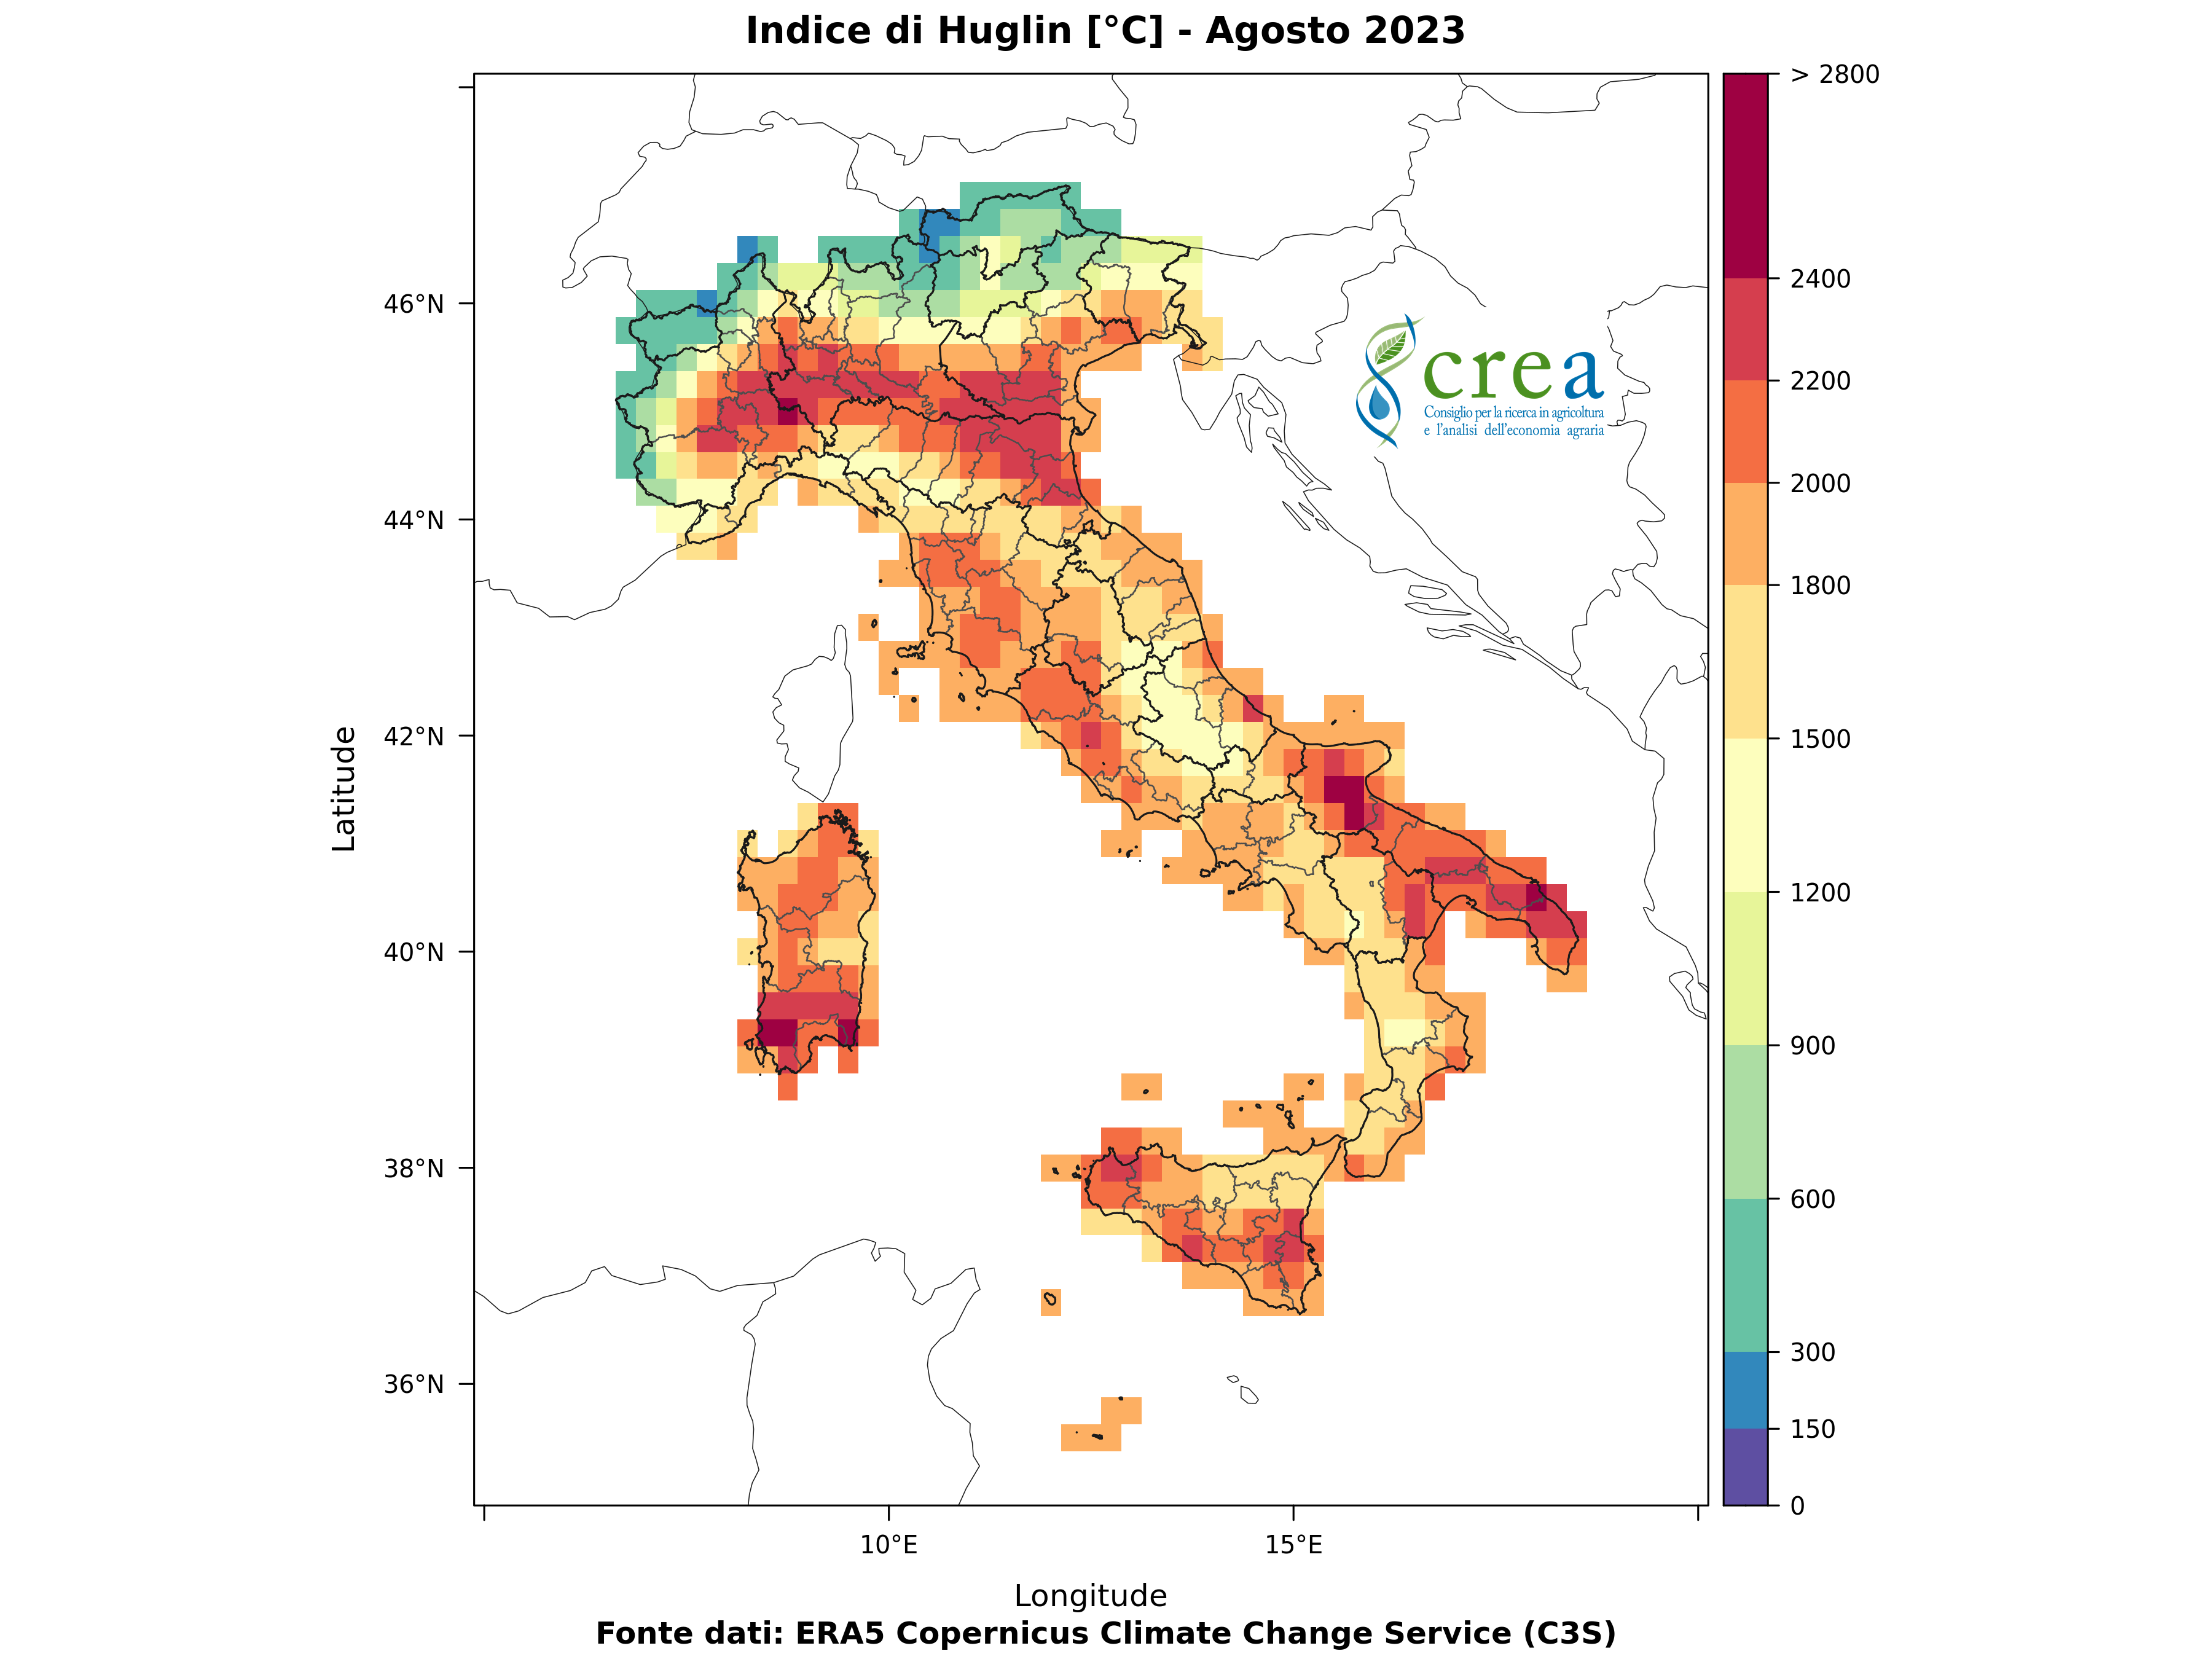 Indice di Huglin [°C] - Agosto 2023
> 2800
2400
2200
2000
1800
1500
1200
900
600
300
150
0
46°N
44°N
42°N
40°N
38°N
36°N
Latitude
crea
Consiglio per la ricerca in agricoltura
e l'analisi dell'economia agraria
10°E
15°E
Longitude
Fonte dati: ERA5 Copernicus Climate Change Service (C3S)